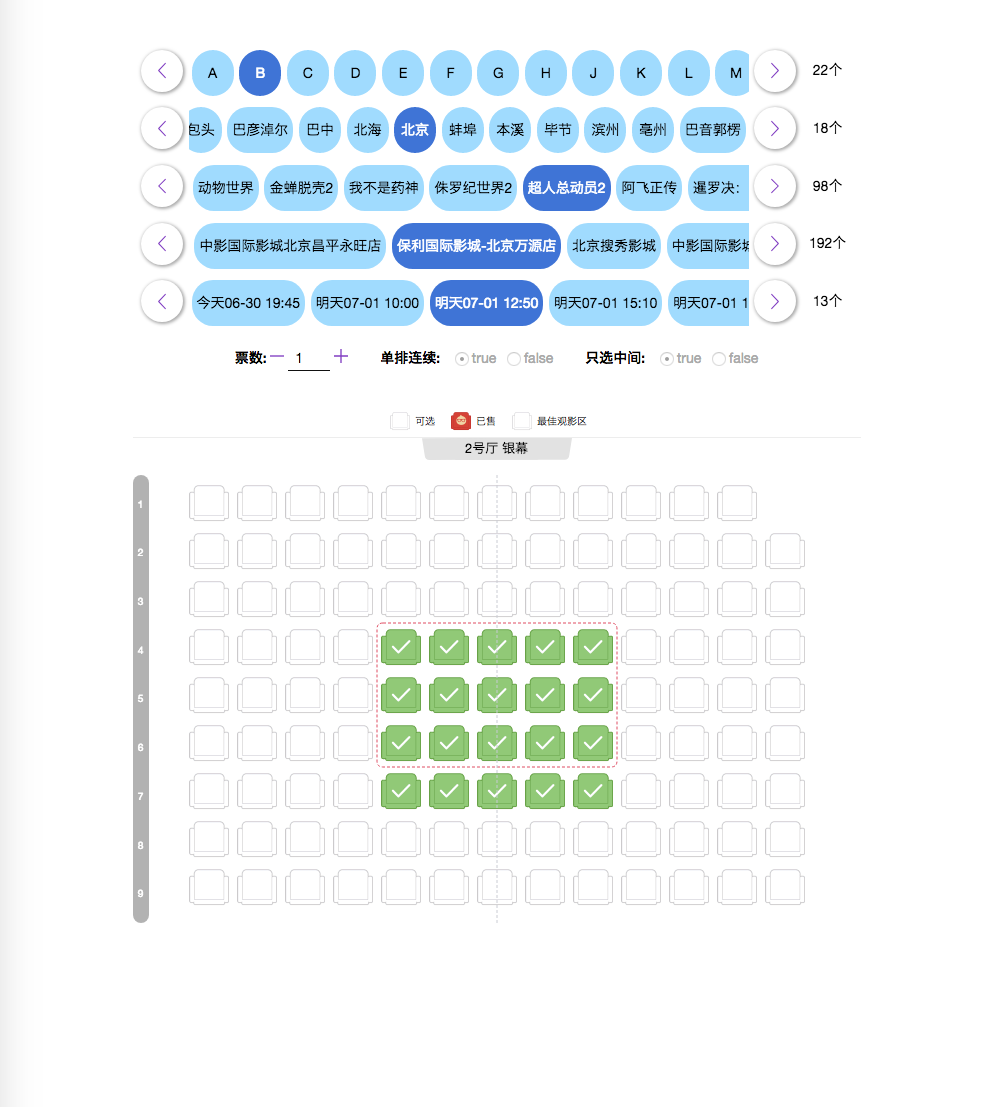 A B C D E F G H J K L M 22个
包头 巴彦淖尔 巴中 北海 北京 蚌埠 本溪 毕节 滨州 亳州 巴音郭楞 18个
动物世界 金蝉脱壳2 我不是药神 侏罗纪世界2 超人总动员2 阿飞正传 暹罗决: 98个
中影国际影城北京昌平永旺店 保利国际影城-北京万源店 北京搜秀影城 中影国际影城 192个
今天06-30 19:45 明天07-01 10:00 明天07-01 12:50 明天07-01 15:10 明天07-01 1 13个
票数: 1 单排连续: true false 只选中间: true false
可选 已售 最佳观影区
2号厅 银幕
1
2
3
4
5
6
7
8
9